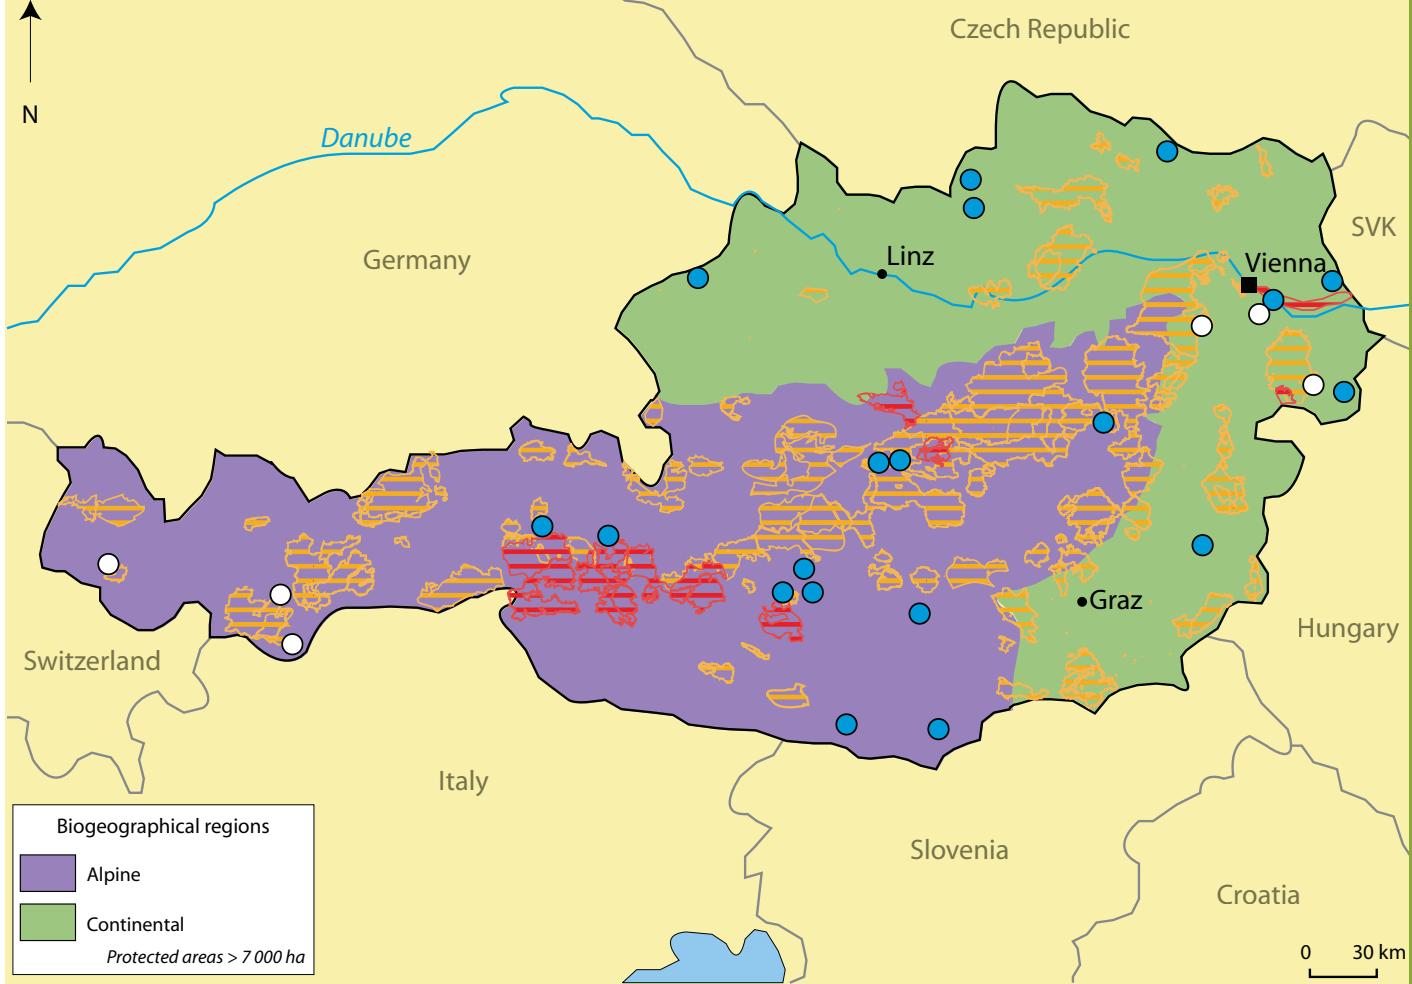 Czech Republic
N
Danube
SVK
Germany
Linz
Vienna
Graz
Hungary
Switzerland
Italy
Slovenia
Croatia
Biogeographical regions
Alpine
Continental
Protected areas > 7 000 ha
0 30 km